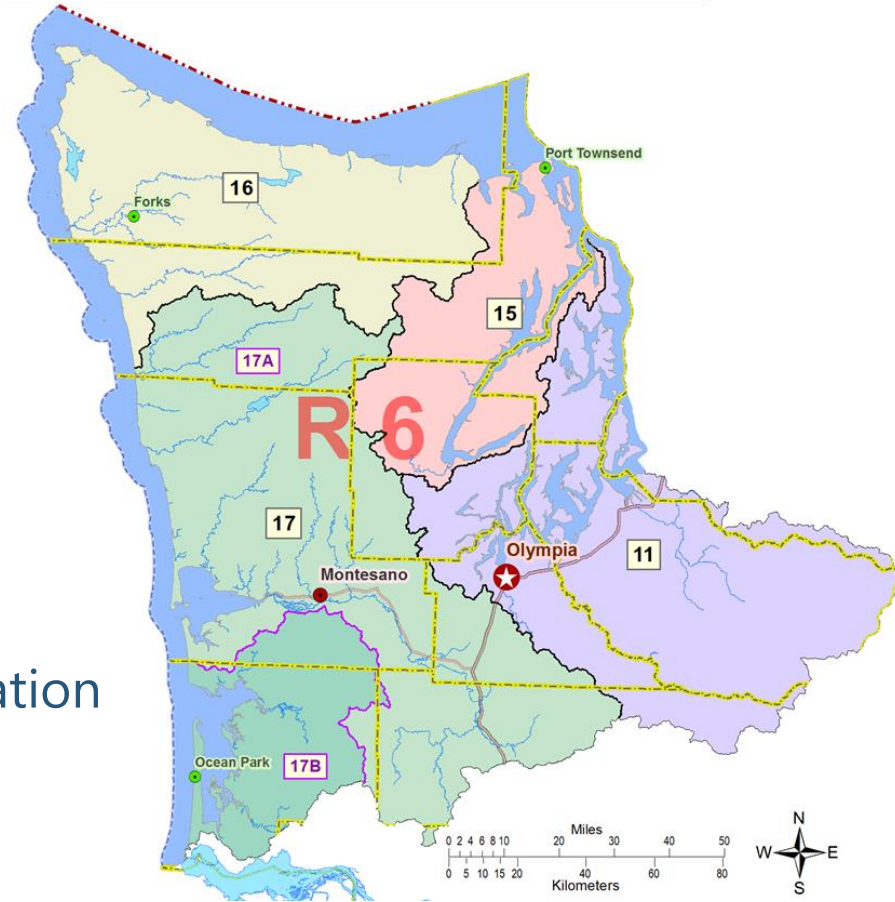 Port Townsend
16
Forks
15
17A
R 6
17
Olympia
11
Montesano
Ocean Park
17B
Miles
0 2 4 6 8 10 20 30 40 50
0 5 10 15 20 40 60 80
Kilometers
N
W E
S